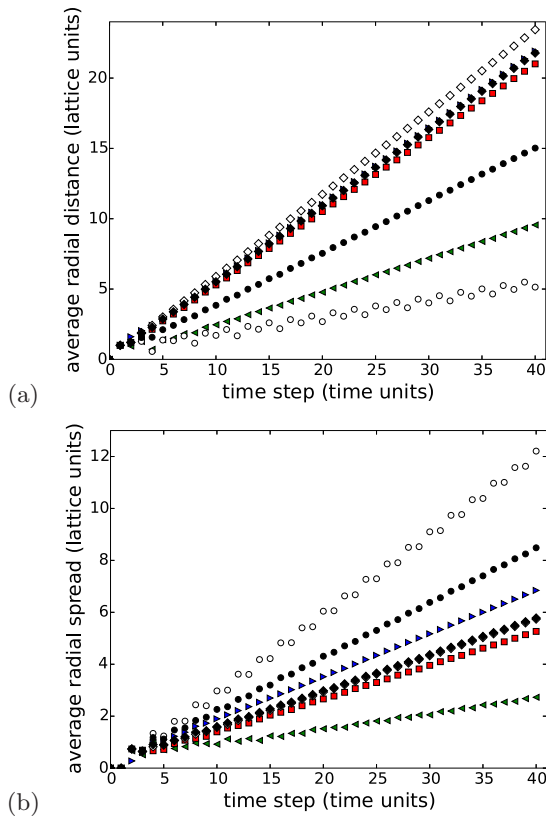 20
15
10
5
0
0 5 10 15 20 25 30 35 40
average radial distance (lattice units)
time step (time units)
(a)
12
10
8
6
4
2
0
0 5 10 15 20 25 30 35 40
average radial spread (lattice units)
time step (time units)
(b)